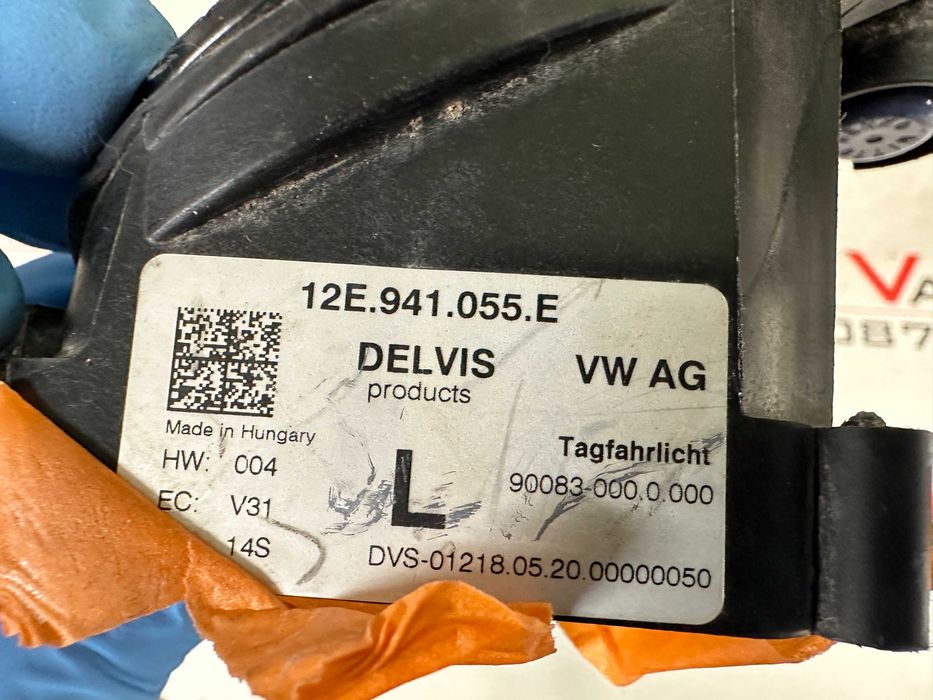 12E.941.055.E
DELVIS
products
VW AG
Made in Hungary
HW: 004
EC: V31
14S
L
Tagfahrlicht
90083-000.0.000
DVS-01218.05.20.00000050